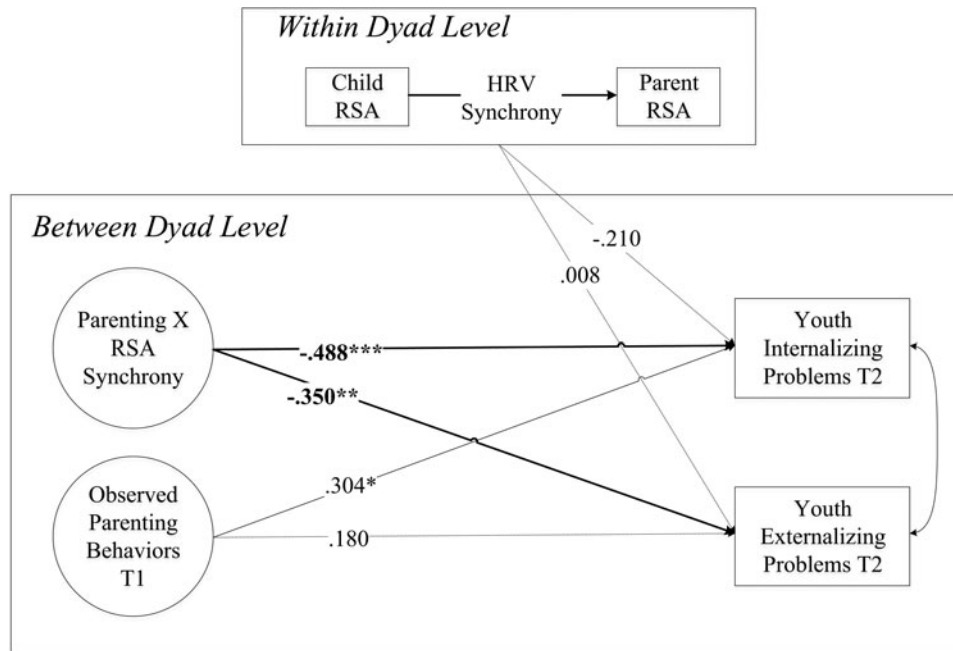 Within Dyad Level
Child
RSA
HRV
Synchrony
Parent
RSA
Between Dyad Level
-.210
.008
Parenting X
RSA
Synchrony
-.488***
-.350**
Youth
Internalizing
Problems T2
Observed
Parenting
Behaviors
T1
.304*
.180
Youth
Externalizing
Problems T2